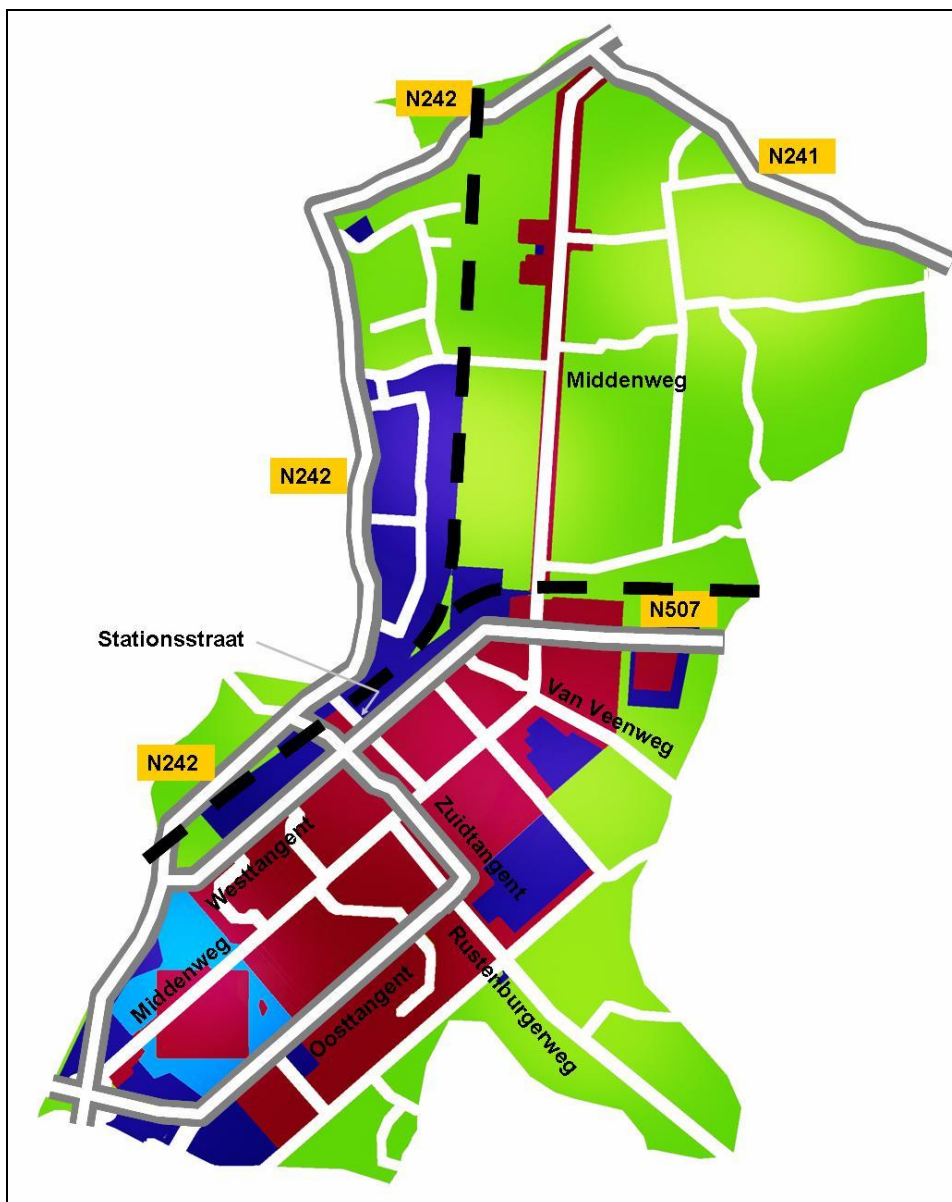 N242
N241
Middenweg
N242
N507
Stationsstraat
Van Veenweg
N242
Zuidtangent
Westtangent
Middenweg
Rustenburgerweg
Oosttangent